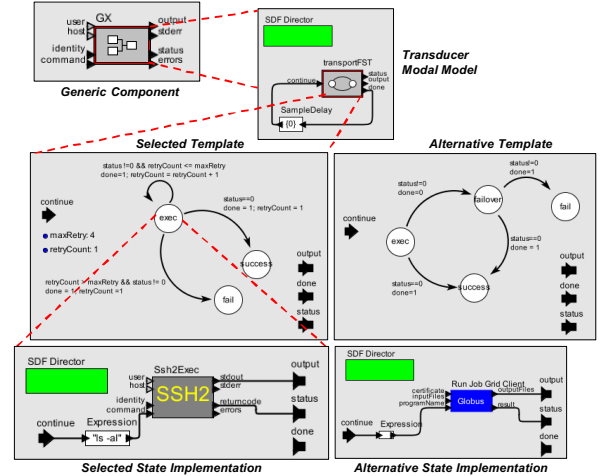 GX
user
host
identity
command
output
stderr
status
errors
Generic Component
SDF Director
transportFST
continue
status
output
done
SampleDelay
{0}
Transducer
Modal Model
Selected Template
status!=0 && retryCount <= maxRetry
done=1; retryCount = retryCount + 1
continue
maxRetry: 4
retryCount: 1
exec
status==0
done = 1; retryCount = 1
success
retryCount > maxRetry && status != 0
done = 1; retryCount =1
fail
output
done
status
Alternative Template
continue
status!=0
done=0
status!=0
done=1
failover
fail
exec
status==0
done = 1
status==0
done=1
success
output
done
status
SDF Director
Ssh2Exec
user
host
identity
command
SSH2
stdout
stderr
returncode
errors
continue
Expression
"ls -al"
output
status
done
Selected State Implementation
SDF Director
Run Job Grid Client
certificate
inputFiles
programName
Globus
outputFiles
result
continue
Expression
output
status
done
Alternative State Implementation